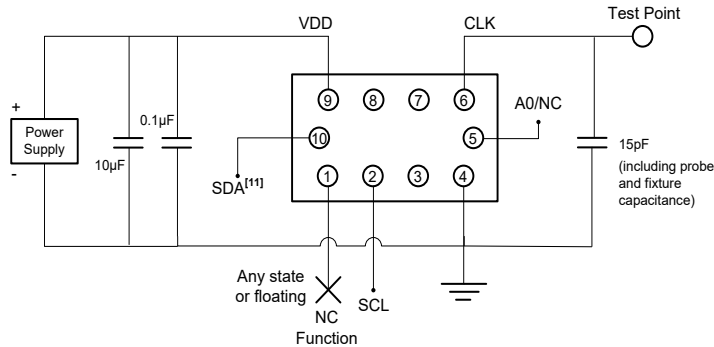 Test Point
VDD
CLK
9
8
7
6
A0/NC
+
Power
Supply
-
0.1µF
10µF
10
5
15pF
(including probe
and fixture
capacitance)
SDA[11]
1
2
3
4
Any state
or floating
NC
Function
SCL